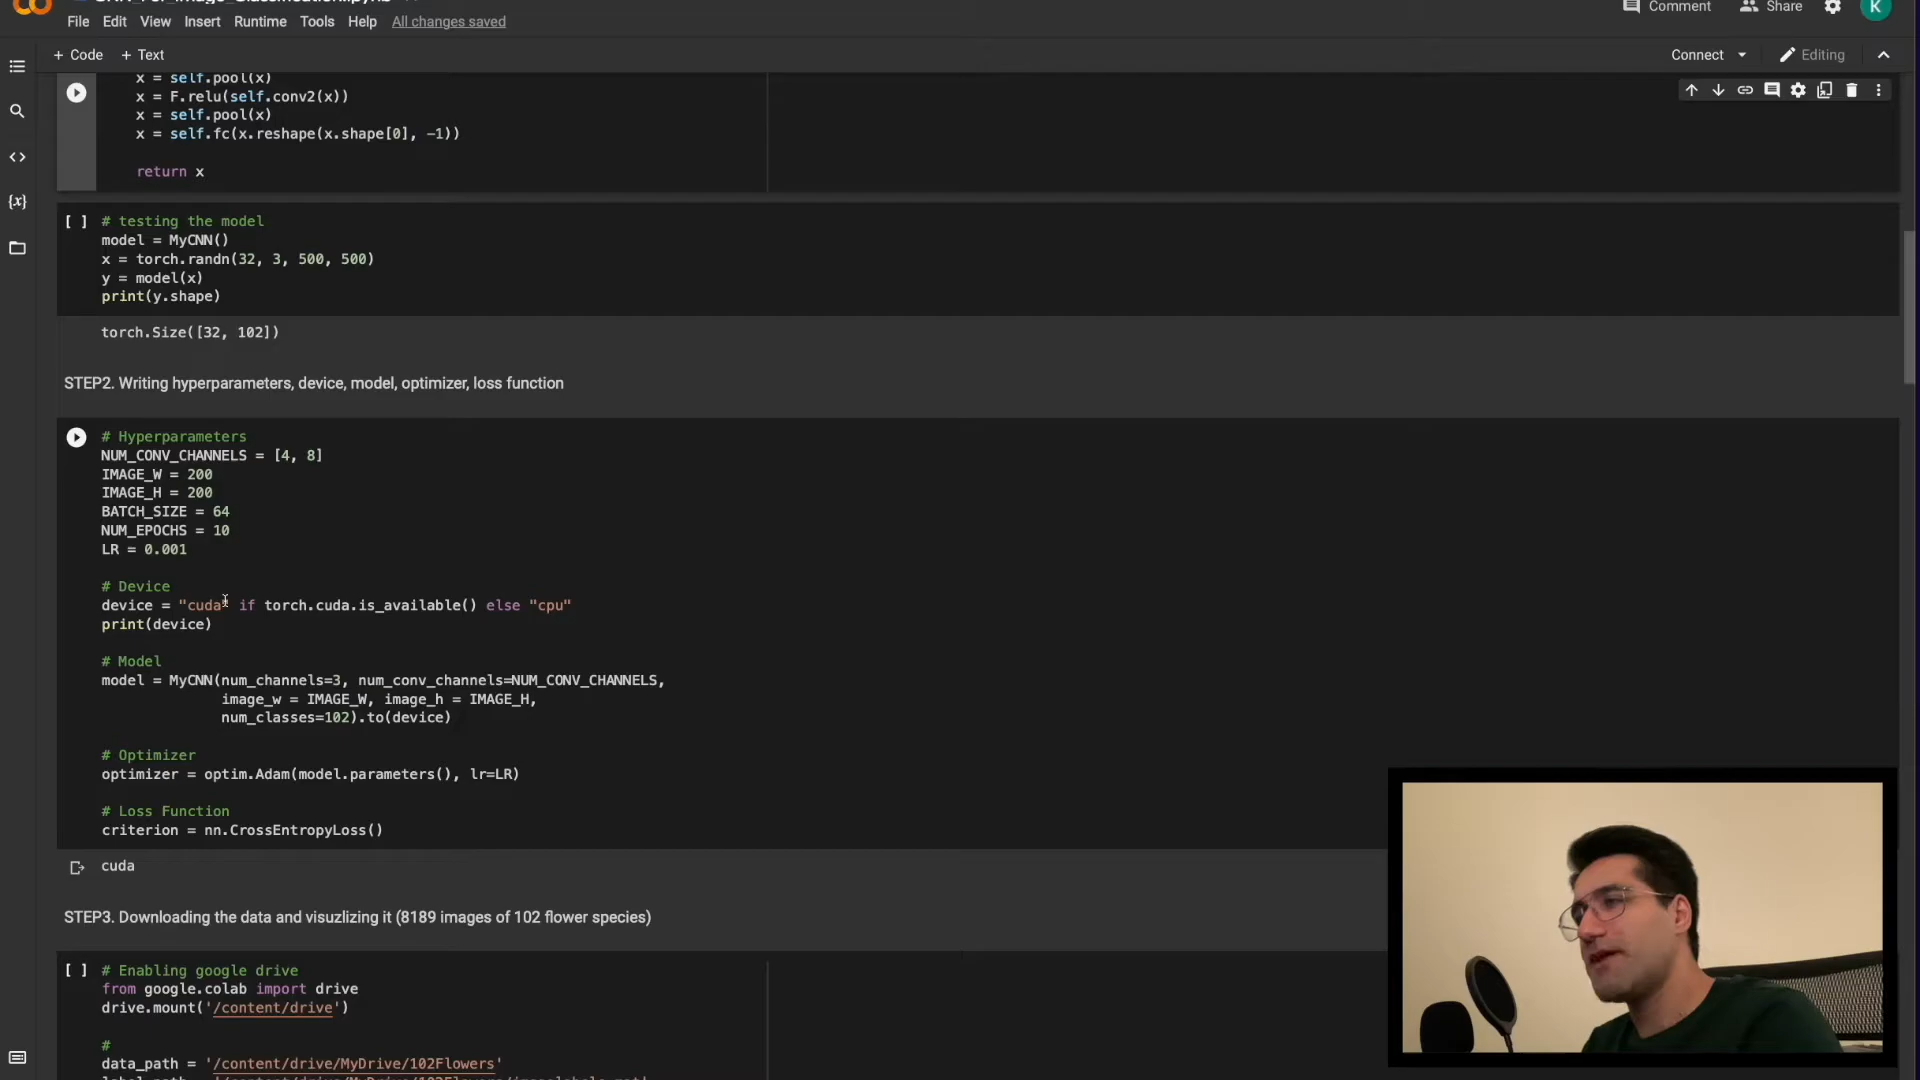 File Edit View Insert Runtime Tools Help All changes saved
Comment Share K
+ Code + Text
Connect Editing
x = self.pool(x)
x = F.relu(self.conv2(x))
x = self.pool(x)
x = self.fc(x.reshape(x.shape[0], -1))
return x
[ ] # testing the model
model = MyCNN()
x = torch.randn(32, 3, 500, 500)
y = model(x)
print(y.shape)
torch.Size([32, 102])
STEP2. Writing hyperparameters, device, model, optimizer, loss function
# Hyperparameters
NUM_CONV_CHANNELS = [4, 8]
IMAGE_W = 200
IMAGE_H = 200
BATCH_SIZE = 64
NUM_EPOCHS = 10
LR = 0.001
# Device
device = "cuda" if torch.cuda.is_available() else "cpu"
print(device)
# Model
model = MyCNN(num_channels=3, num_conv_channels=NUM_CONV_CHANNELS,
image_w = IMAGE_W, image_h = IMAGE_H,
num_classes=102).to(device)
# Optimizer
optimizer = optim.Adam(model.parameters(), lr=LR)
# Loss Function
criterion = nn.CrossEntropyLoss()
cuda
STEP3. Downloading the data and visuzlizing it (8189 images of 102 flower species)
[ ] # Enabling google drive
from google.colab import drive
drive.mount('/content/drive')
#
data_path = '/content/drive/MyDrive/102Flowers'